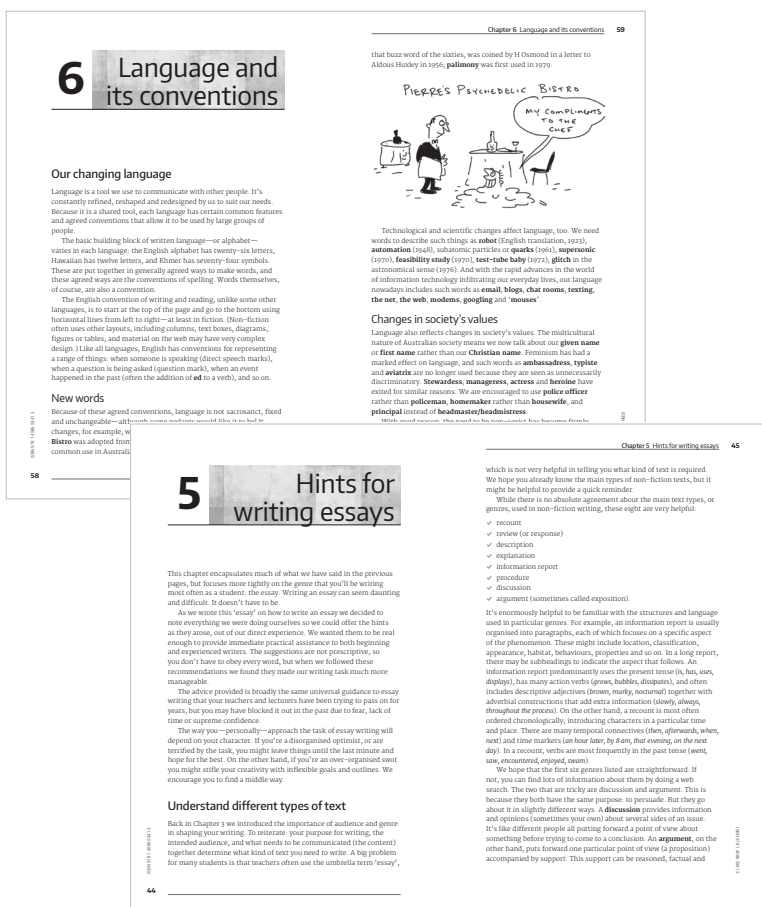 6
Language and
its conventions
Our changing language
Language is a tool we use to communicate with other people. It's
constantly refined, reshaped and redesigned by us to suit our needs.
Because it is a shared tool, each language has certain common features
and agreed conventions that allow it to be used by large groups of
people.
The basic building block of written language—or alphabet—
varies in each language: the English alphabet has twenty-six letters,
Hawaiian has twelve letters, and Khmer has seventy-four symbols.
These are put together in generally agreed ways to make words, and
these agreed ways are the conventions of spelling. Words themselves,
of course, are also a convention.
The English convention of writing and reading, unlike some other
languages, is to start at the top of the page and go to the bottom using
horizontal lines from left to right—at least in fiction. (Non-fiction
often uses other layouts, including columns, text boxes, diagrams,
figures or tables, and material on the web may have very complex
design.) Like all languages, English has conventions for representing
a range of things: when someone is speaking (direct speech marks),
when a question is being asked (question mark), when an event
happened in the past (often the addition of ed to a verb), and so on.
New words
Because of these agreed conventions, language is not sacrosanct, fixed
and unchangeable—although some pedants would like it to be! It
changes, for example, w
Bistro was adopted from
common use in Australi
58
Chapter 6 Language and its conventions 59
that buzz word of the sixties, was coined by H Osmond in a letter to
Aldous Huxley in 1956; palimony was first used in 1979.
PIERRE'S PSYCHEDELIC BISTRO
MY COMPLIMENTS
TO THE
CHEF
Technological and scientific changes affect language, too. We need
words to describe such things as robot (English translation, 1923),
automation (1948), subatomic particles or quarks (1961), supersonic
(1970), feasibility study (1970), test-tube baby (1972), glitch in the
astronomical sense (1976). And with the rapid advances in the world
of information technology infiltrating our everyday lives, our language
nowadays includes such words as email, blogs, chat rooms, texting,
the net, the web, modems, googling and 'mouses'.
Changes in society's values
Language also reflects changes in society's values. The multicultural
nature of Australian society means we now talk about our given name
or first name rather than our Christian name. Feminism has had a
marked effect on language, and such words as ambassadress, typiste
and aviatrix are no longer used because they are seen as unnecessarily
discriminatory. Stewardess, manageress, actress and heroine have
exited for similar reasons. We are encouraged to use police officer
rather than policeman, homemaker rather than housewife, and
principal instead of headmaster/headmistress.
With good reason, the need to be non-sexist has become firmly
5
Hints for
writing essays
This chapter encapsulates much of what we have said in the previous
pages, but focuses more tightly on the genre that you'll be writing
most often as a student: the essay. Writing an essay can seem daunting
and difficult. It doesn't have to be.
As we wrote this 'essay' on how to write an essay we decided to
note everything we were doing ourselves so we could offer the hints
as they arose, out of our direct experience. We wanted them to be real
enough to provide immediate practical assistance to both beginning
and experienced writers. The suggestions are not prescriptive, so
you don't have to obey every word, but when we followed these
recommendations we found they made our writing task much more
manageable.
The advice provided is broadly the same universal guidance to essay
writing that your teachers and lecturers have been trying to pass on for
years, but you may have blocked it out in the past due to fear, lack of
time or supreme confidence.
The way you—personally—approach the task of essay writing will
depend on your character. If you're a disorganised optimist, or are
terrified by the task, you might leave things until the last minute and
hope for the best. On the other hand, if you're an over-organised swot
you might stifle your creativity with inflexible goals and outlines. We
encourage you to find a middle way.
Understand different types of text
Back in Chapter 3 we introduced the importance of audience and genre
in shaping your writing. To reiterate: your purpose for writing, the
intended audience, and what needs to be communicated (the content)
together determine what kind of text you need to write. A big problem
for many students is that teachers often use the umbrella term 'essay',
44
Chapter 5 Hints for writing essays 45
which is not very helpful in telling you what kind of text is required.
We hope you already know the main types of non-fiction texts, but it
might be helpful to provide a quick reminder.
While there is no absolute agreement about the main text types, or
genres, used in non-fiction writing, these eight are very helpful:
✓ recount
✓ review (or response)
✓ description
✓ explanation
✓ information report
✓ procedure
✓ discussion
✓ argument (sometimes called exposition).
It's enormously helpful to be familiar with the structures and language
used in particular genres. For example, an information report is usually
organised into paragraphs, each of which focuses on a specific aspect
of the phenomenon. These might include location, classification,
appearance, habitat, behaviours, properties and so on. In a long report,
there may be subheadings to indicate the aspect that follows. An
information report predominantly uses the present tense (is, has, uses,
displays), has many action verbs (grows, bubbles, dissipates), and often
includes descriptive adjectives (brown, murky, nocturnal) together with
adverbial constructions that add extra information (slowly, always,
throughout the process). On the other hand, a recount is most often
ordered chronologically, introducing characters in a particular time
and place. There are many temporal connectives (then, afterwards, when,
next) and time markers (an hour later, by 8 am, that evening, on the next
day). In a recount, verbs are most frequently in the past tense (went,
saw, encountered, enjoyed, swam).
We hope that the first six genres listed are straightforward. If
not, you can find lots of information about them by doing a web
search. The two that are tricky are discussion and argument. This is
because they both have the same purpose: to persuade. But they go
about it in slightly different ways. A discussion provides information
and opinions (sometimes your own) about several sides of an issue.
It's like different people all putting forward a point of view about
something before trying to come to a conclusion. An argument, on the
other hand, puts forward one particular point of view (a proposition)
accompanied by support. This support can be reasoned, factual and